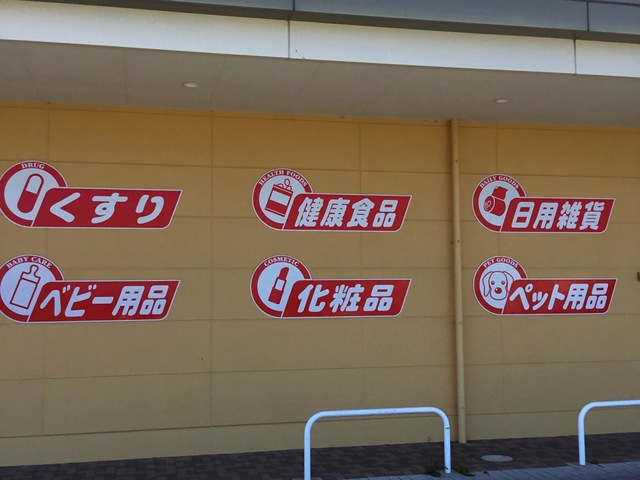 DRUG
くすり
HEALTH FOODS
健康食品
DAILY GOODS
日用雑貨
BABY CARE
ベビー用品
COSMETIC
化粧品
PET GOODS
ペット用品